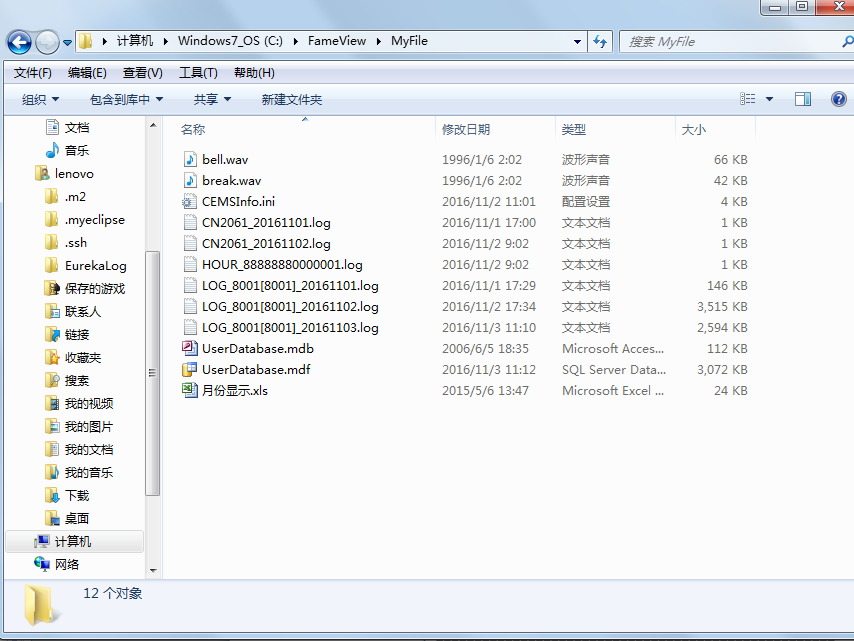 计算机 Windows7_OS (C:) FameView MyFile 搜索 MyFile
文件(F) 编辑(E) 查看(V) 工具(T) 帮助(H)
组织 包含到库中 共享 新建文件夹
文档
音乐
lenovo
.m2
.myeclipse
.ssh
EurekaLog
保存的游戏
联系人
链接
收藏夹
搜索
我的视频
我的图片
我的文档
我的音乐
下载
桌面
计算机
网络
名称 修改日期 类型 大小
bell.wav 1996/1/6 2:02 波形声音 66 KB
break.wav 1996/1/6 2:02 波形声音 42 KB
CEMSInfo.ini 2016/11/2 11:01 配置设置 4 KB
CN2061_20161101.log 2016/11/1 17:00 文本文档 1 KB
CN2061_20161102.log 2016/11/2 9:02 文本文档 1 KB
HOUR_88888880000001.log 2016/11/2 9:02 文本文档 1 KB
LOG_8001[8001]_20161101.log 2016/11/1 17:29 文本文档 146 KB
LOG_8001[8001]_20161102.log 2016/11/2 17:34 文本文档 3,515 KB
LOG_8001[8001]_20161103.log 2016/11/3 11:10 文本文档 2,594 KB
UserDatabase.mdb 2006/6/5 18:35 Microsoft Acces... 112 KB
UserDatabase.mdf 2016/11/3 11:12 SQL Server Data... 3,072 KB
月份显示.xls 2015/5/6 13:47 Microsoft Excel ... 24 KB
12 个对象